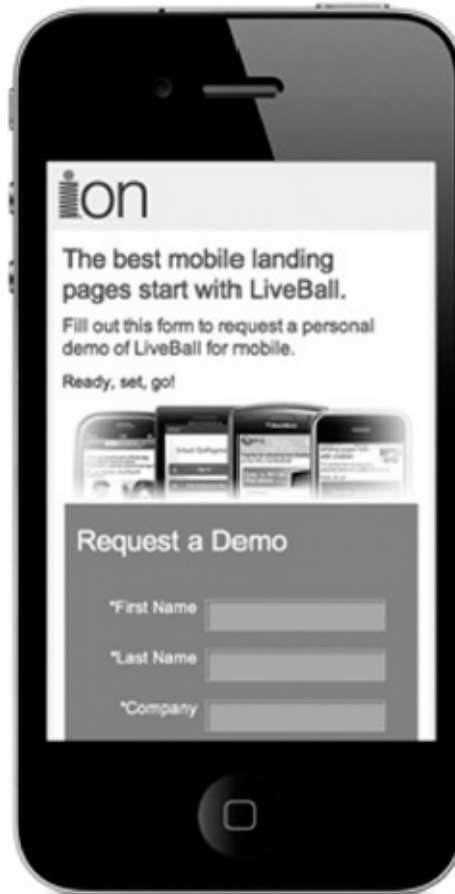 ion
The best mobile landing
pages start with LiveBall.
Fill out this form to request a personal
demo of LiveBall for mobile.
Ready, set, go!
Request a Demo
*First Name
*Last Name
*Company